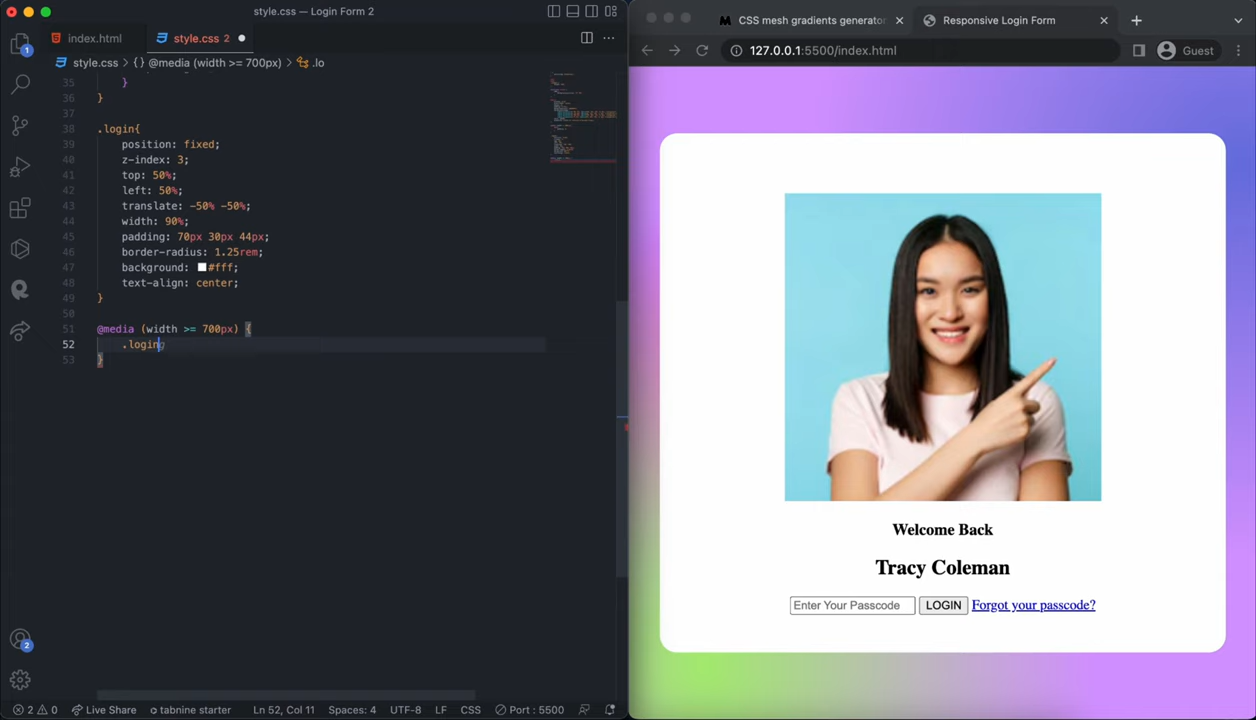 style.css — Login Form 2
index.html
style.css 2
style.css > {} @media (width >= 700px) > .lo
35 }
36 }
37
38 .login{
39 position: fixed;
40 z-index: 3;
41 top: 50%;
42 left: 50%;
43 translate: -50% -50%;
44 width: 90%;
45 padding: 70px 30px 44px;
46 border-radius: 1.25rem;
47 background: #fff;
48 text-align: center;
49 }
50
51 @media (width >= 700px) {
52 .loging
53 }
1
2
2 0 Live Share tabnine starter Ln 52, Col 11 Spaces: 4 UTF-8 LF CSS Port : 5500
CSS mesh gradients generator
Responsive Login Form
127.0.0.1:5500/index.html
Guest
Welcome Back
Tracy Coleman
Enter Your Passcode LOGIN Forgot your passcode?